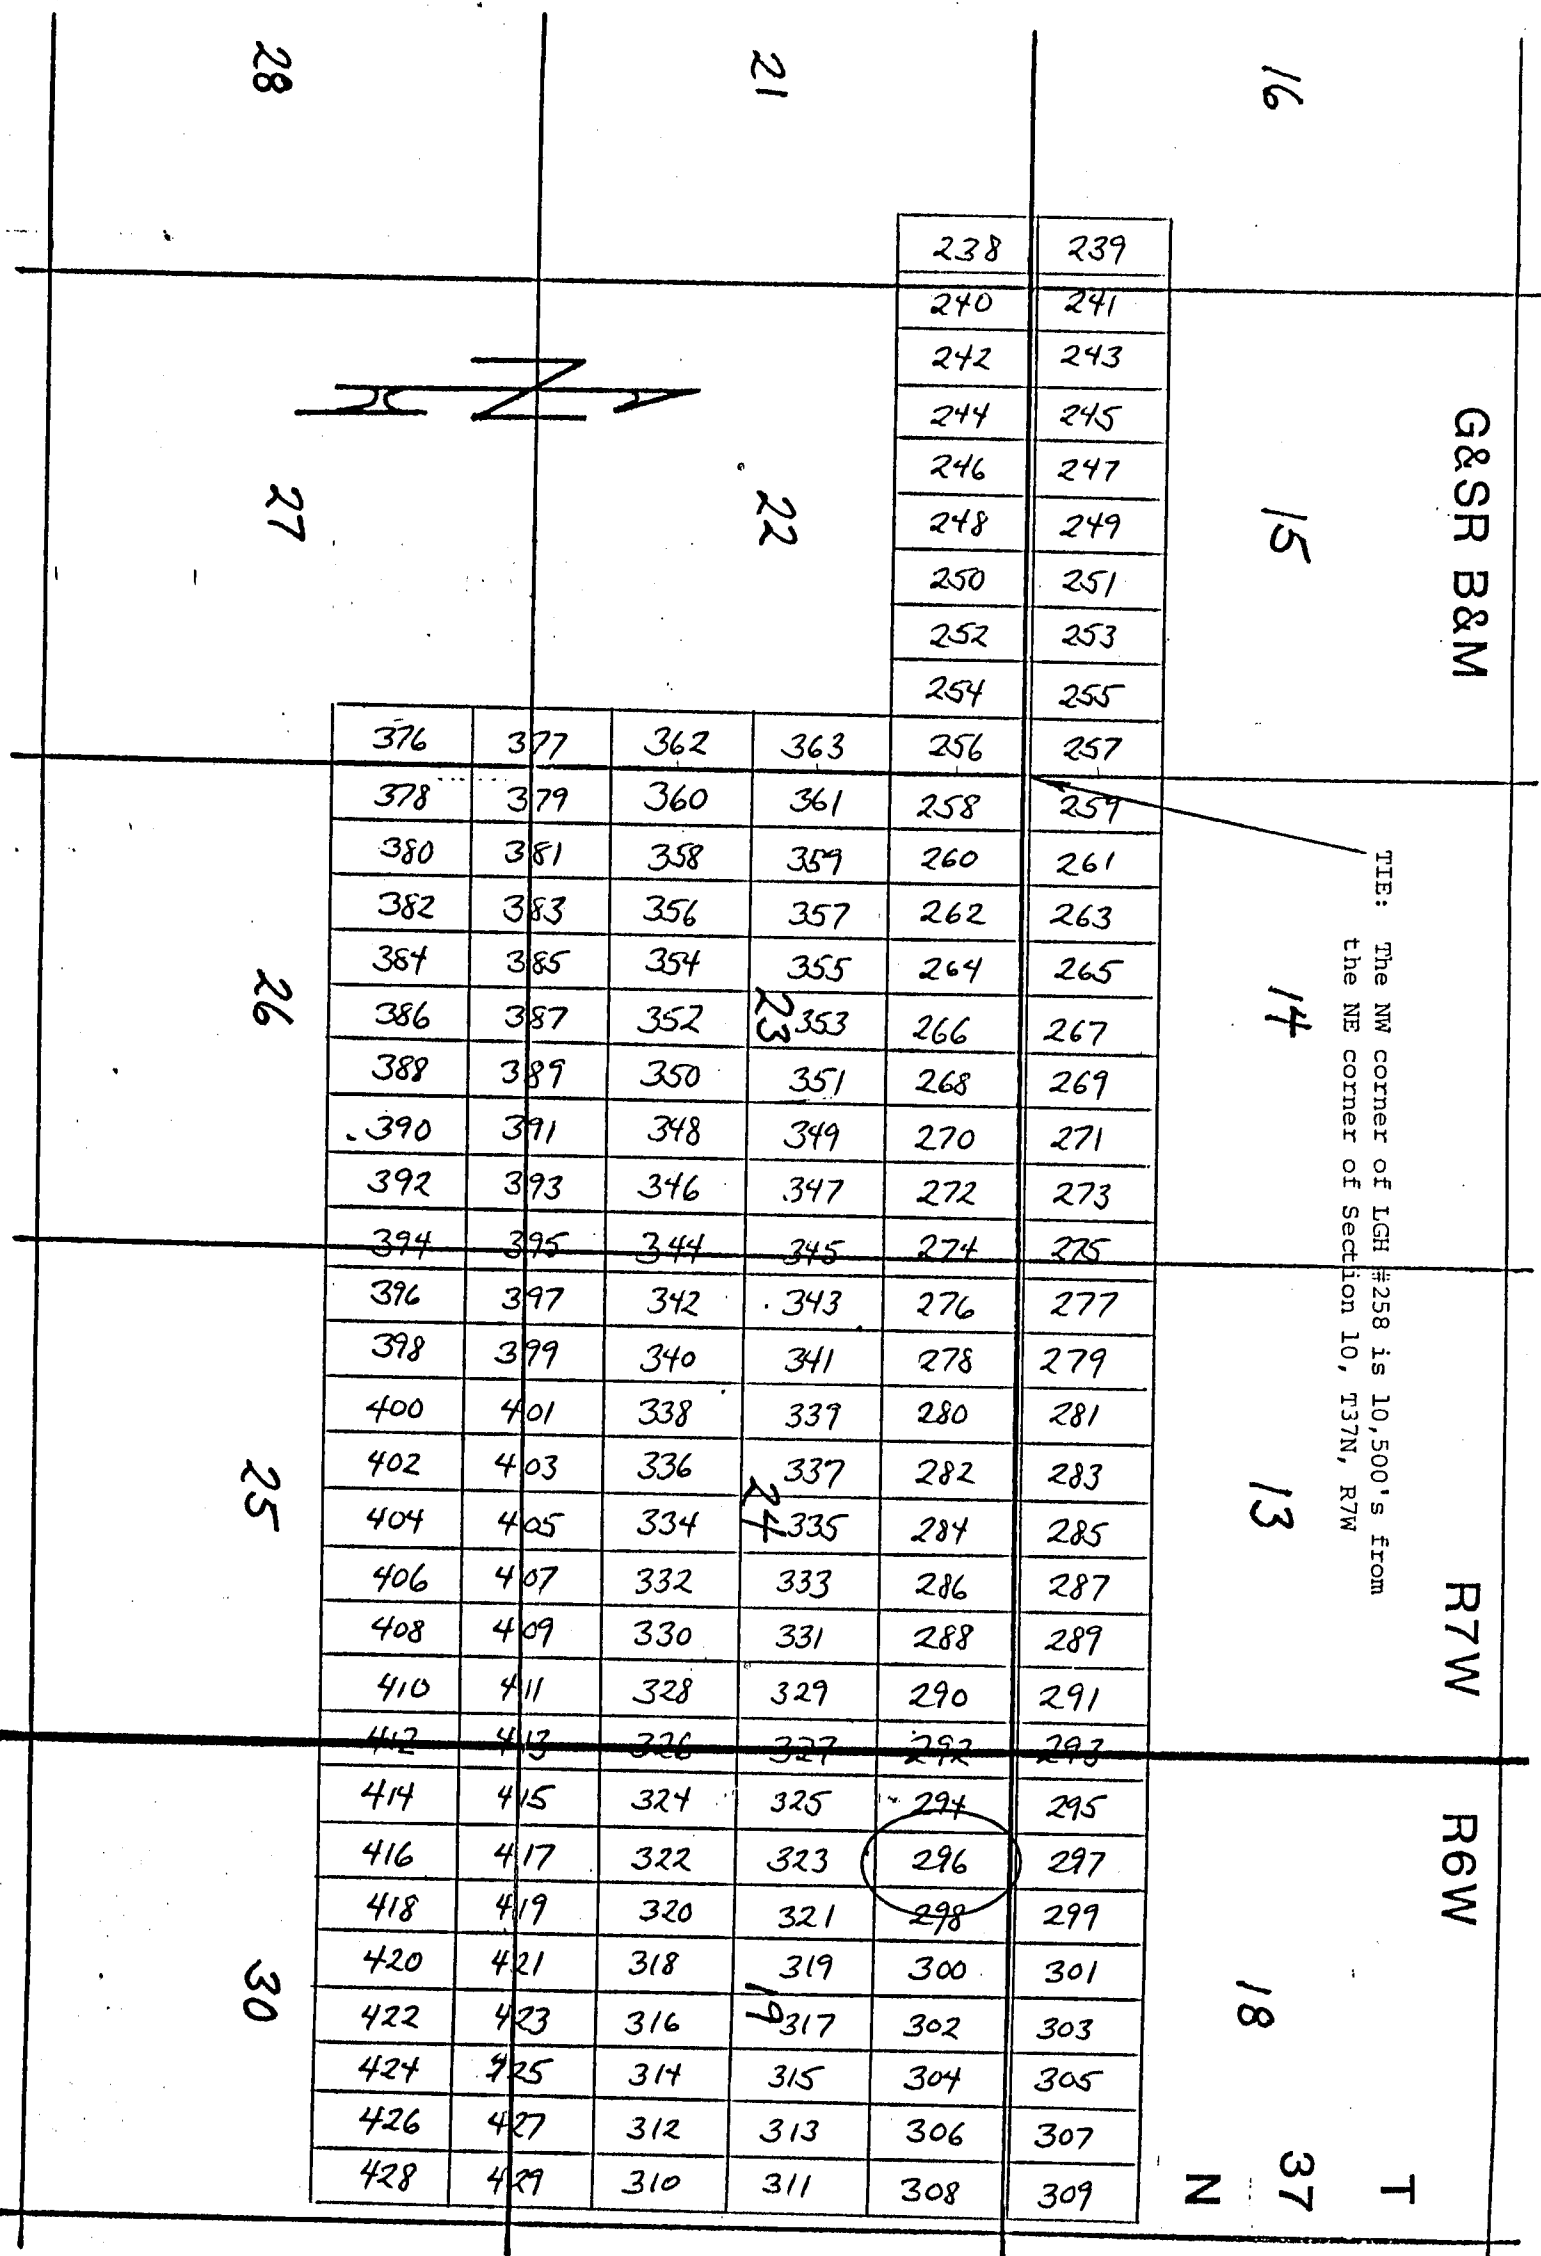 G&SR B&M
R7W
R6W
T
37
N
16
15
14
13
18
TIE: The NW corner of LGH #258 is 10,500's from
the NE corner of Section 10, T37N, R7W
21
22
23
24
19
28
27
26
25
30
N
238 239
240 241
242 243
244 245
246 247
248 249
250 251
252 253
254 255
376 377 362 363 256 257
378 379 360 361 258 259
380 381 358 359 260 261
382 383 356 357 262 263
384 385 354 355 264 265
386 387 352 353 266 267
388 389 350 351 268 269
390 391 348 349 270 271
392 393 346 347 272 273
394 395 344 345 274 275
396 397 342 343 276 277
398 399 340 341 278 279
400 401 338 339 280 281
402 403 336 337 282 283
404 405 334 335 284 285
406 407 332 333 286 287
408 409 330 331 288 289
410 411 328 329 290 291
412 413 326 327 292 293
414 415 324 325 294 295
416 417 322 323 296 297
418 419 320 321 298 299
420 421 318 319 300 301
422 423 316 317 302 303
424 425 314 315 304 305
426 427 312 313 306 307
428 429 310 311 308 309